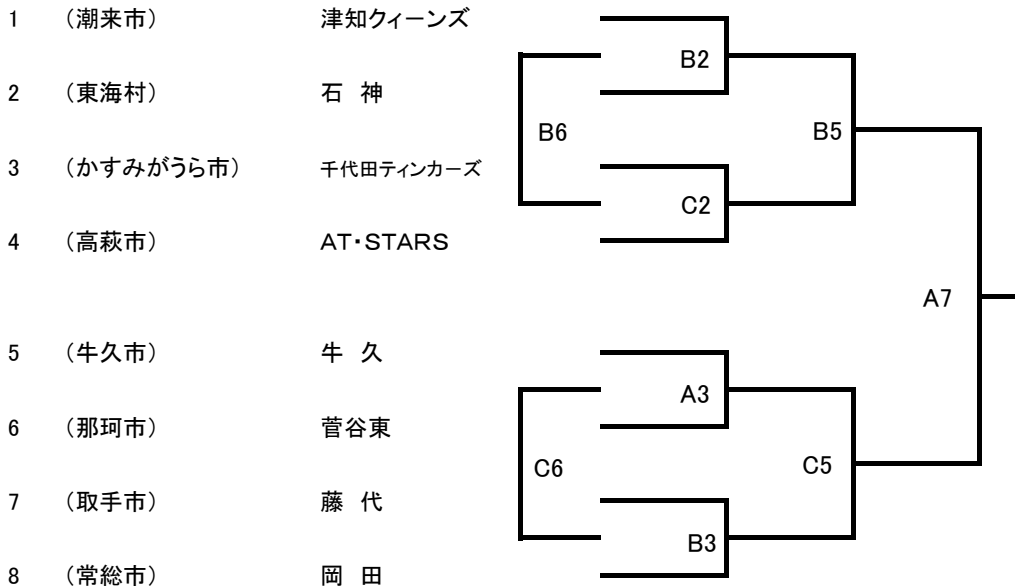 1 （潮来市） 津知クィーンズ
B2
2 （東海村） 石 神
B6 B5
3 （かすみがうら市） 千代田ティンカーズ
C2
4 （高萩市） AT・STARS
A7
5 （牛久市） 牛 久
A3
6 （那珂市） 菅谷東
C6 C5
7 （取手市） 藤 代
B3
8 （常総市） 岡 田